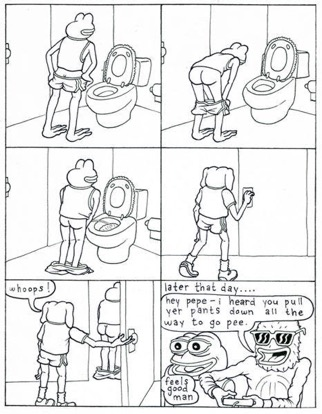 whoops!
later that day....
hey pepe - i heard you pull
yer pants down all the
way to go pee.
feels
good
man